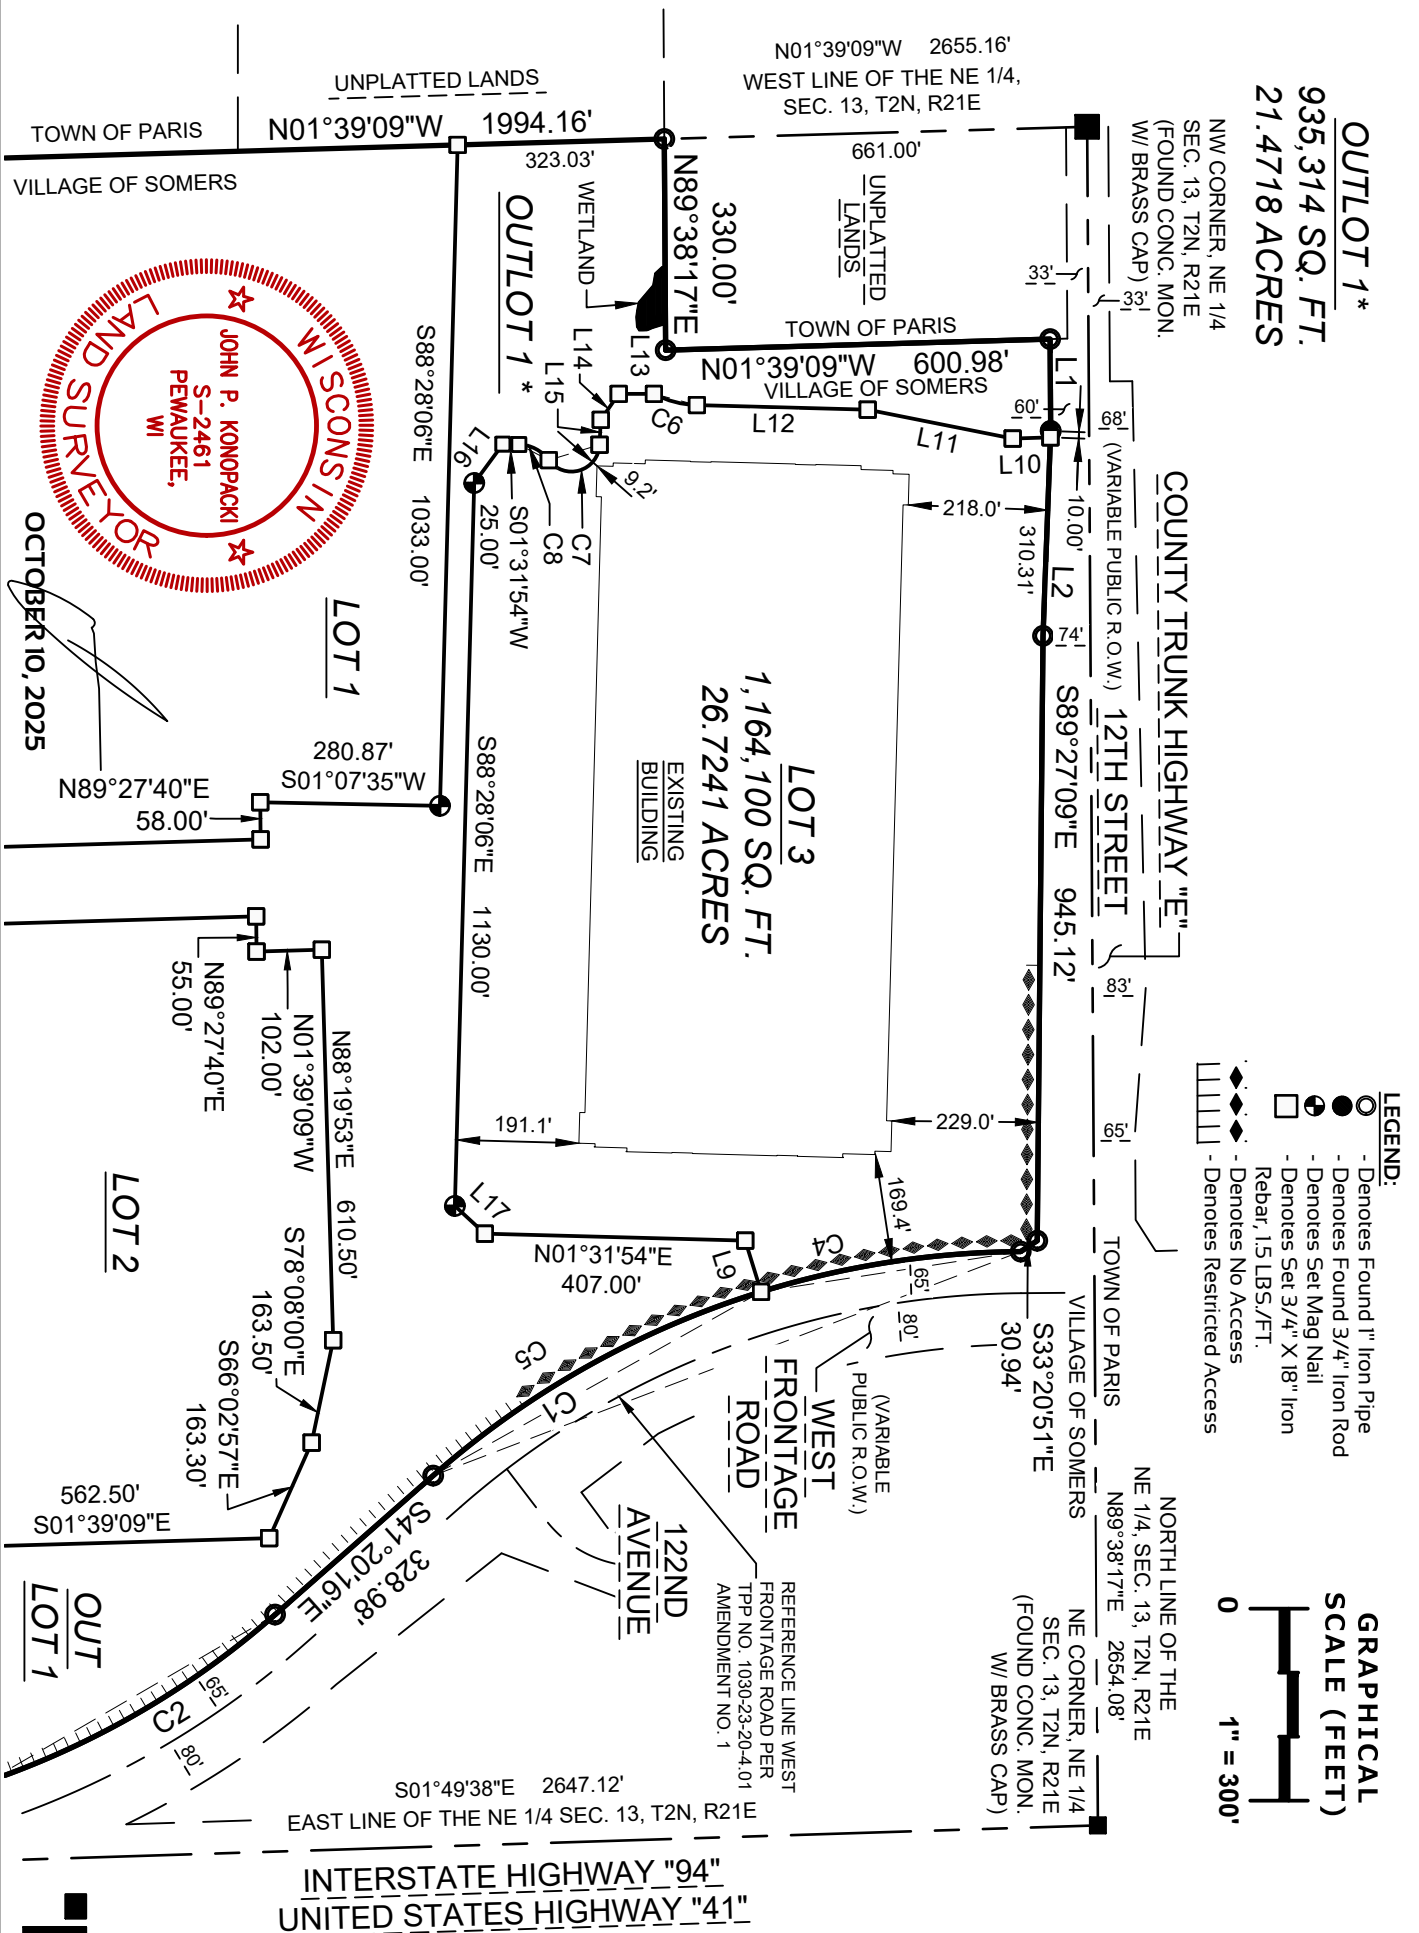 OUTLOT 1*
935,314 SQ. FT.
21.4718 ACRES
NW CORNER, NE 1/4
SEC. 13, T2N, R21E
(FOUND CONC. MON.
W/ BRASS CAP)
N01°39'09"W 2655.16'
WEST LINE OF THE NE 1/4,
SEC. 13, T2N, R21E
661.00'
UNPLATTED
LANDS
33'
33'
TOWN OF PARIS
N01°39'09"W 600.98'
VILLAGE OF SOMERS
330.00'
N89°38'17"E
UNPLATTED LANDS
TOWN OF PARIS
N01°39'09"W 1994.16'
VILLAGE OF SOMERS
323.03'
WETLAND
OUTLOT 1 *
L1
60'
68'
L10
10.00'
L11
L12
C6
L13
L14
L15
9.2'
C7
C8
S01°31'54"W
25.00'
L16
(VARIABLE PUBLIC R.O.W.)
COUNTY TRUNK HIGHWAY "E"
12TH STREET
218.0'
310.31'
L2
74'
S89°27'09"E 945.12'
83'
65'
LOT 3
1,164,100 SQ. FT.
26.7241 ACRES
EXISTING
BUILDING
229.0'
191.1'
169.4'
S88°28'06"E 1033.00'
S88°28'06"E 1130.00'
WISCONSIN
LAND SURVEYOR
JOHN P. KONOPACKI
S-2461
PEWAUKEE,
WI
OCTOBER 10, 2025
LOT 1
280.87'
S01°07'35"W
N89°27'40"E
58.00'
N89°27'40"E
55.00'
N01°39'09"W
102.00'
N88°19'53"E 610.50'
LOT 2
S78°08'00"E
163.50'
S66°02'57"E
163.30'
562.50'
S01°39'09"E
OUT
LOT 1
L17
N01°31'54"E
407.00'
L9
C4
C5
C1
65'
80'
S33°20'51"E
30.94'
(VARIABLE
PUBLIC R.O.W.)
WEST
FRONTAGE
ROAD
122ND
AVENUE
S41°20'16"E
328.98'
C2
65'
80'
REFERENCE LINE WEST
FRONTAGE ROAD PER
TPP NO. 1030-23-20-4.01
AMENDMENT NO. 1
TOWN OF PARIS
VILLAGE OF SOMERS
NORTH LINE OF THE
NE 1/4, SEC. 13, T2N, R21E
N89°38'17"E 2654.08'
NE CORNER, NE 1/4
SEC. 13, T2N, R21E
(FOUND CONC. MON.
W/ BRASS CAP)
S01°49'38"E 2647.12'
EAST LINE OF THE NE 1/4 SEC. 13, T2N, R21E
INTERSTATE HIGHWAY "94"
UNITED STATES HIGHWAY "41"
LEGEND:
- Denotes Found 1" Iron Pipe
- Denotes Found 3/4" Iron Rod
- Denotes Set Mag Nail
- Denotes Set 3/4" X 18" Iron
Rebar, 1.5 LBS./FT.
- Denotes No Access
- Denotes Restricted Access
GRAPHICAL
SCALE (FEET)
0 1" = 300'